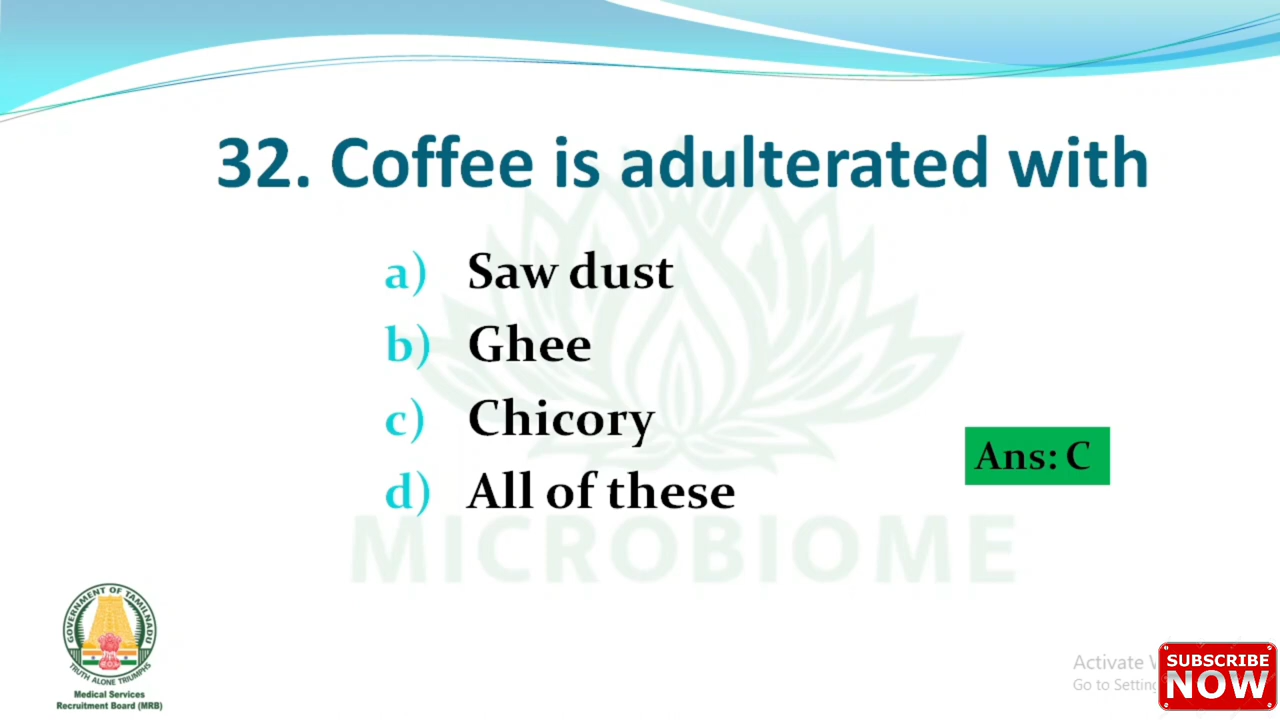 32. Coffee is adulterated with
a) Saw dust
b) Ghee
c) Chicory
d) All of these
Ans: C
MICROBIOME
GOVERNMENT OF TAMILNADU
TRUTH ALONE TRIUMPHS
Medical Services
Recruitment Board (MRB)
Activate
Go to
SUBSCRIBE
NOW